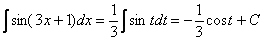 ∫sin(3x+1)dx = 1/3 ∫sin tdt = −1/3 cost + C